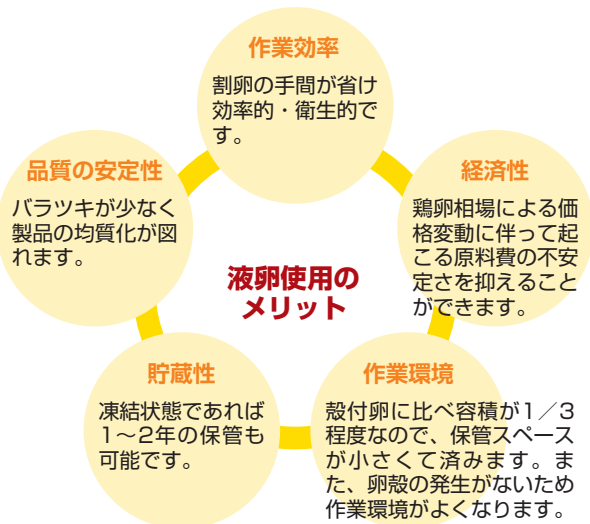 作業効率
割卵の手間が省け
効率的・衛生的で
す。
経済性
鶏卵相場による価
格変動に伴って起
こる原料費の不安
定さを抑えること
ができます。
作業環境
殻付卵に比べ容積が1／3
程度なので、保管スペース
が小さくて済みます。ま
た、卵殻の発生がないため
作業環境がよくなります。
貯蔵性
凍結状態であれば
1〜2年の保管も
可能です。
品質の安定性
バラツキが少なく
製品の均質化が図
れます。
液卵使用の
メリット